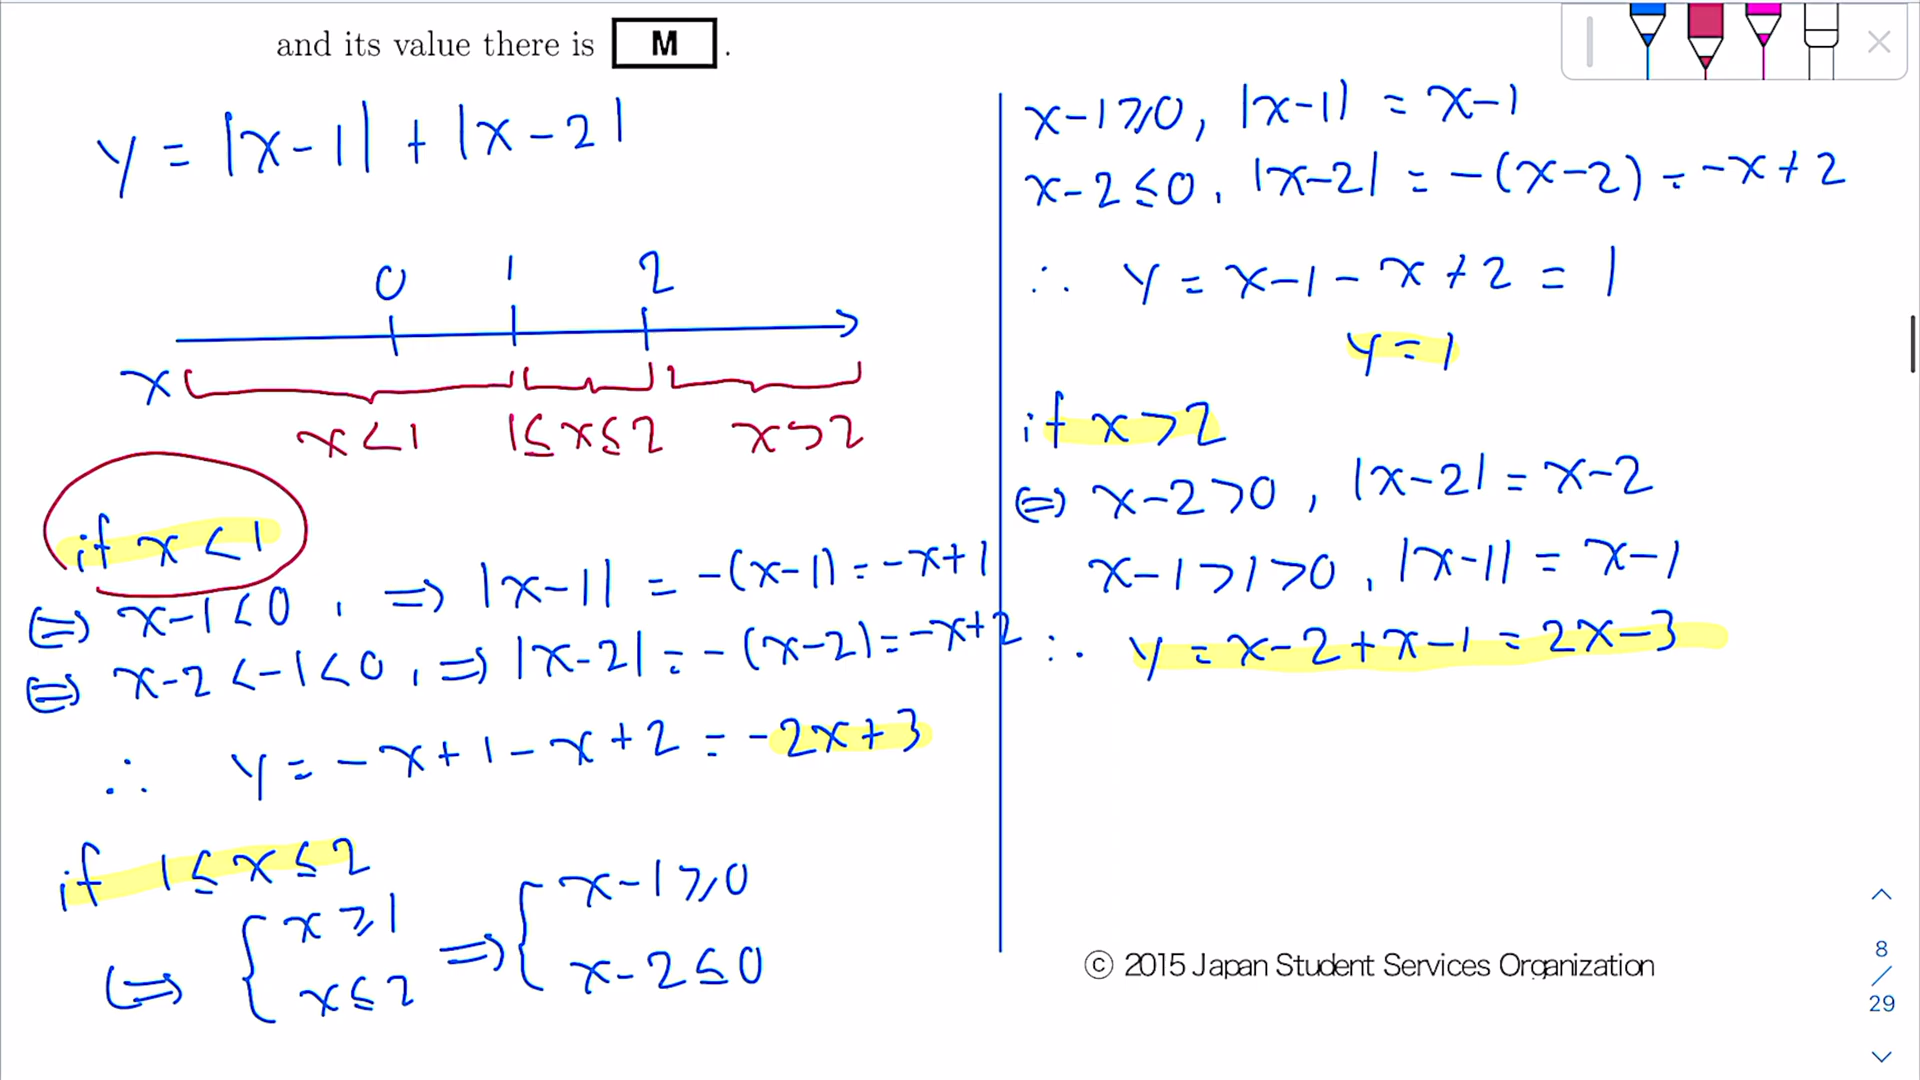 and its value there is M .
y = |x-1| + |x-2|
0 1 2
x
x<1 1≤x≤2 x>2
if x<1
⇔ x-1<0, ⇒ |x-1| = -(x-1) = -x+1
⇔ x-2<-1<0, ⇒ |x-2| = -(x-2) = -x+2
∴ y = -x+1-x+2 = -2x+3
if 1≤x≤2
⇔ { x≥1 ⇒ { x-1≥0
x≤2 x-2≤0
x-1≥0, |x-1| = x-1
x-2≤0, |x-2| = -(x-2) = -x+2
∴ y = x-1-x+2 = 1
y=1
if x>2
⇔ x-2>0, |x-2| = x-2
x-1>1>0, |x-1| = x-1
∴ y = x-2+x-1 = 2x-3
© 2015 Japan Student Services Organization
8
/
29